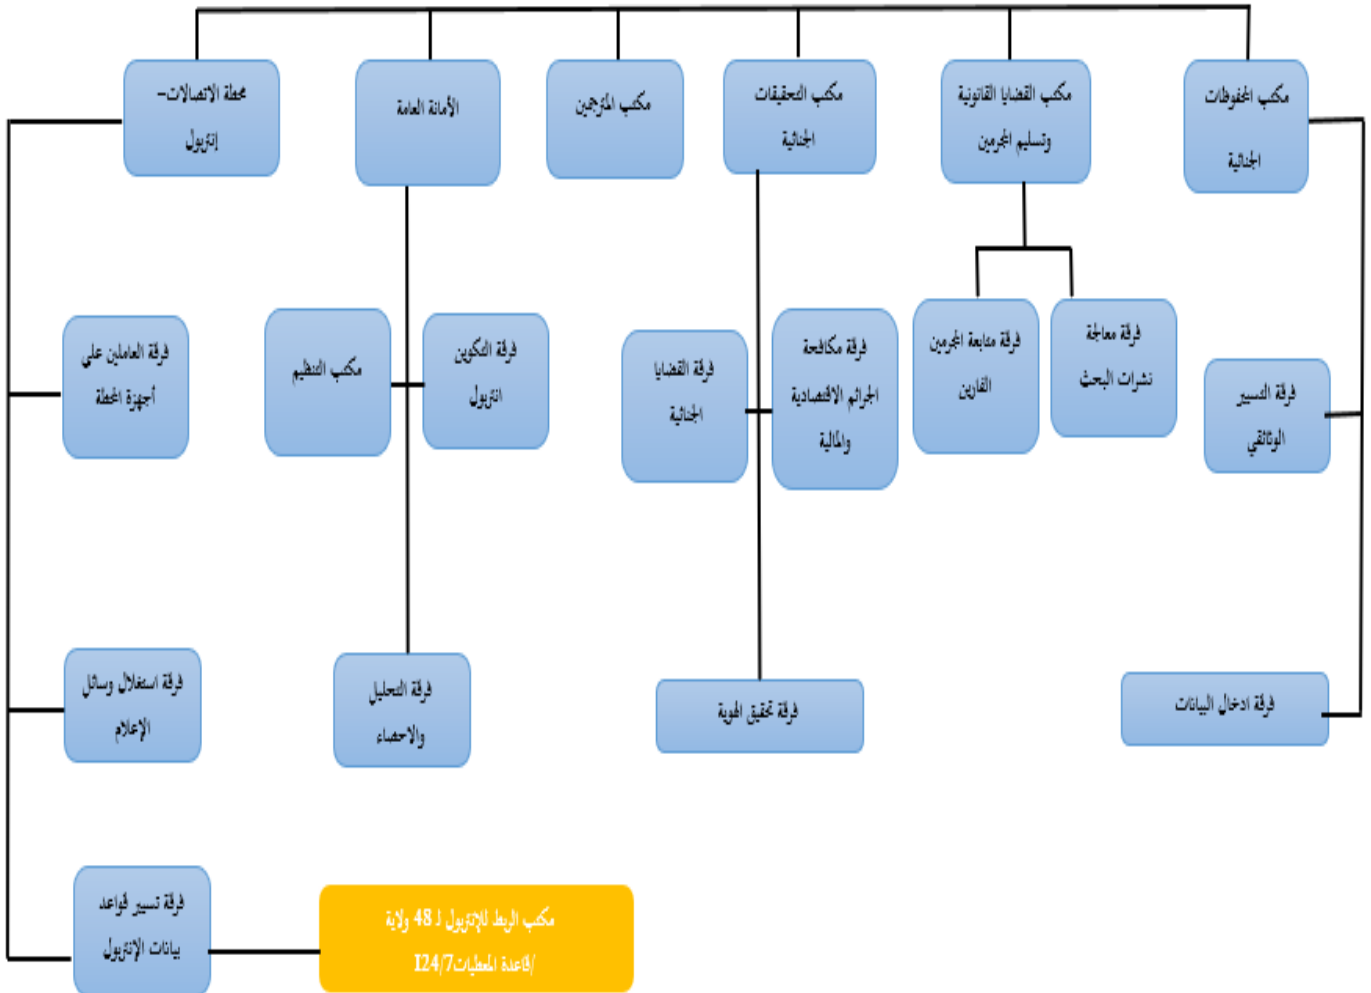 مكتب المحفوظات
الجنائية
مكتب القضايا القانونية
وتسليم المجرمين
مكتب التحقيقات
الجنائية
مكتب المترجمين
الأمانة العامة
محطة الاتصالات–
إنتربول
فرقة معالجة
نشرات البحث
فرقة متابعة المجرمين
الفارين
فرقة مكافحة
الجرائم الاقتصادية
والمالية
فرقة القضايا
الجنائية
فرقة التكوين
انتربول
مكتب التنظيم
فرقة العاملين على
أجهزة المحطة
فرقة التسيير
الوثائقي
فرقة ادخال البيانات
فرقة تحقيق الهوية
فرقة التحليل
والاحصاء
فرقة استغلال وسائل
الإعلام
فرقة تسيير قواعد
بيانات الإنتربول
مكتب الربط للإنتربول لـ 48 ولاية
/قاعدة المعطيات I24/7